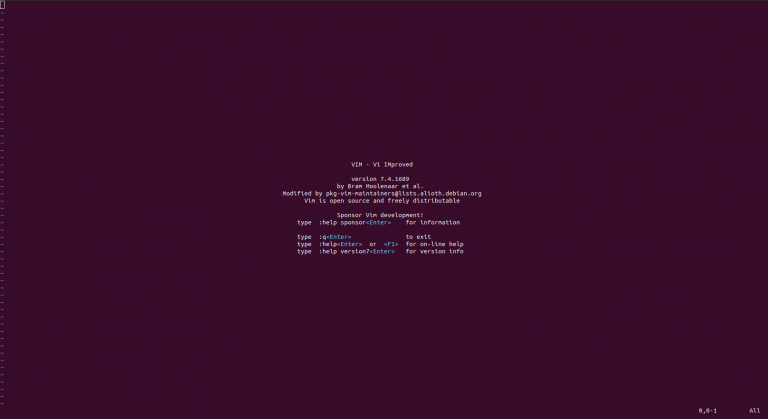 VIM - Vi IMproved
version 7.4.1689
by Bram Moolenaar et al.
Modified by pkg-vim-maintainers@lists.alioth.debian.org
Vim is open source and freely distributable
Sponsor Vim development!
type  :help sponsor<Enter>    for information
type  :q<Enter>               to exit
type  :help<Enter>  or  <F1>  for on-line help
type  :help version7<Enter>   for version info
0,0-1         All